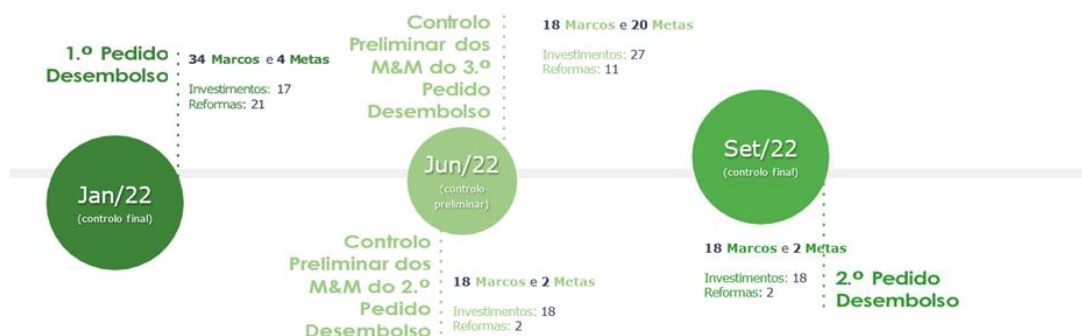 1.º Pedido
Desembolso
34 Marcos e 4 Metas
Investimentos: 17
Reformas: 21
Jan/22
(controlo final)
Controlo
Preliminar dos
M&M do 3.º
Pedido
Desembolso
18 Marcos e 20 Metas
Investimentos: 27
Reformas: 11
Jun/22
(controlo
preliminar)
Controlo
Preliminar dos
M&M do 2.º
Pedido
Desembolso
18 Marcos e 2 Metas
Investimentos: 18
Reformas: 2
Set/22
(controlo final)
18 Marcos e 2 Metas
Investimentos: 18
Reformas: 2
2.º Pedido
Desembolso